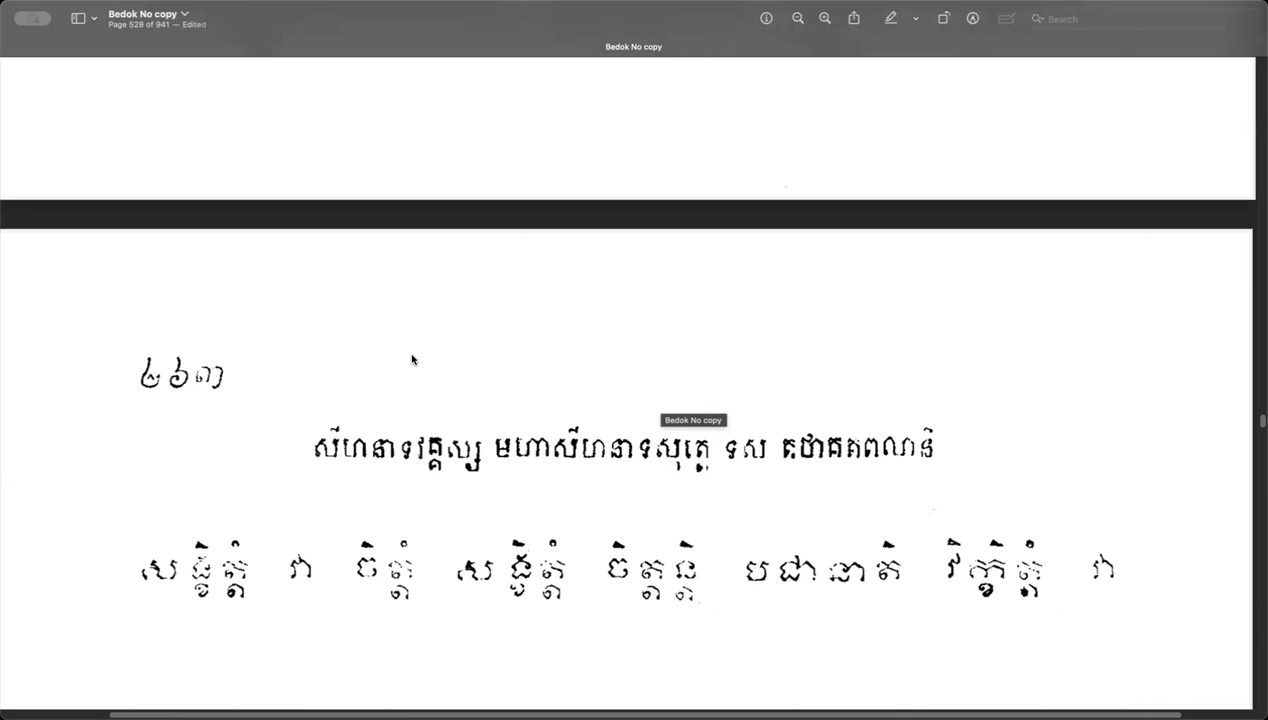 Bedok No copy
Page 528 of 941 — Edited
Search
Bedok No copy
២៦៣
Bedok No copy
សីហនាទវគ្គស្ស មហាសីហនាទសុត្តេ ទស តថាគតពលានិ
សង្ខិត្តំ វា ចិត្តំ សង្ខិត្តំ ចិត្តន្តិ បជានាតិ វិក្ខិត្តំ វា